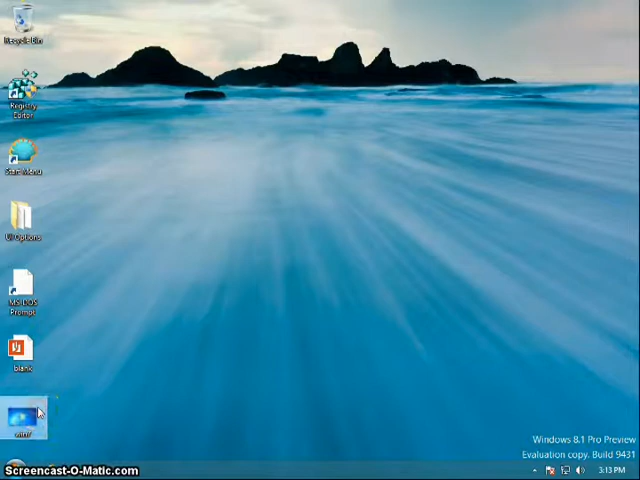 Recycle Bin
Registry
Editor
Start Menu
UI Options
MS-DOS
Prompt
blank
win7
Windows 8.1 Pro Preview
Evaluation copy. Build 9431
Screencast-O-Matic.com
3:13 PM